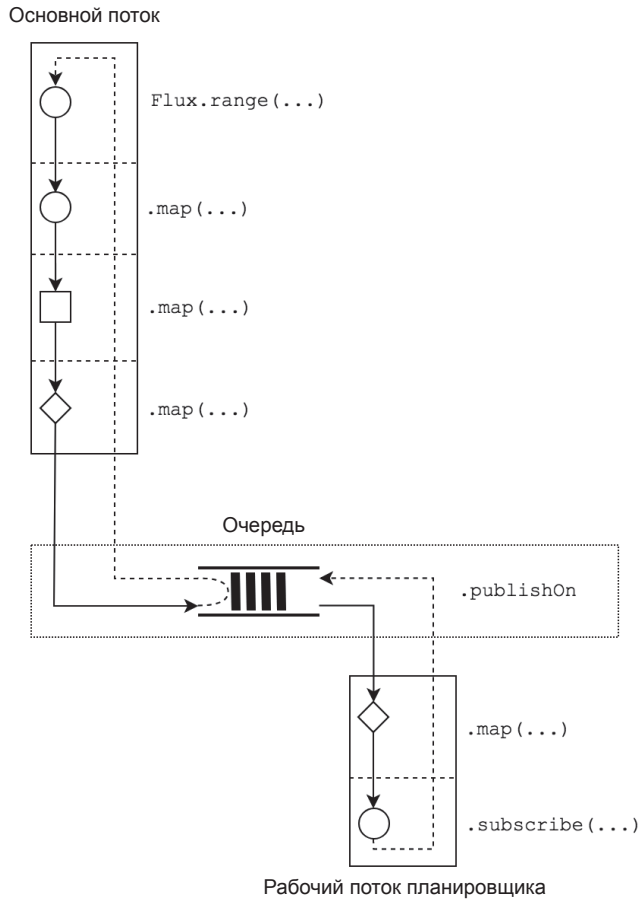 Основной поток
Flux.range(...)
.map(...)
.map(...)
.map(...)
Очередь
.publishOn
.map(...)
.subscribe(...)
Рабочий поток планировщика